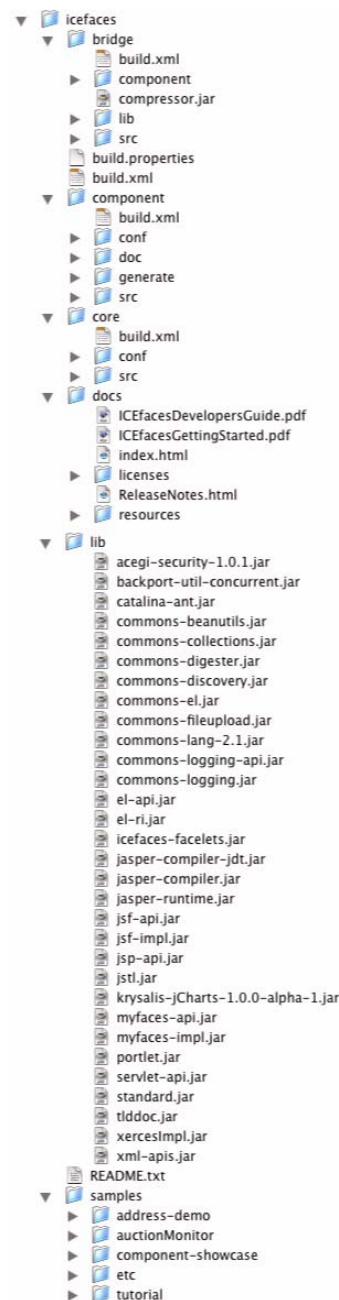 icefaces
bridge
build.xml
component
compressor.jar
lib
src
build.properties
build.xml
component
build.xml
conf
doc
generate
src
core
build.xml
conf
src
docs
ICEfacesDevelopersGuide.pdf
ICEfacesGettingStarted.pdf
index.html
licenses
ReleaseNotes.html
resources
lib
acegi-security-1.0.1.jar
backport-util-concurrent.jar
catalina-ant.jar
commons-beanutils.jar
commons-collections.jar
commons-digester.jar
commons-discovery.jar
commons-el.jar
commons-fileupload.jar
commons-lang-2.1.jar
commons-logging-api.jar
commons-logging.jar
el-api.jar
el-ri.jar
icefaces-facelets.jar
jasper-compiler-jdt.jar
jasper-compiler.jar
jasper-runtime.jar
jsf-api.jar
jsf-impl.jar
jsp-api.jar
jstl.jar
krysalis-jCharts-1.0.0-alpha-1.jar
myfaces-api.jar
myfaces-impl.jar
portlet.jar
servlet-api.jar
standard.jar
tlddoc.jar
xercesImpl.jar
xml-apis.jar
README.txt
samples
address-demo
auctionMonitor
component-showcase
etc
tutorial